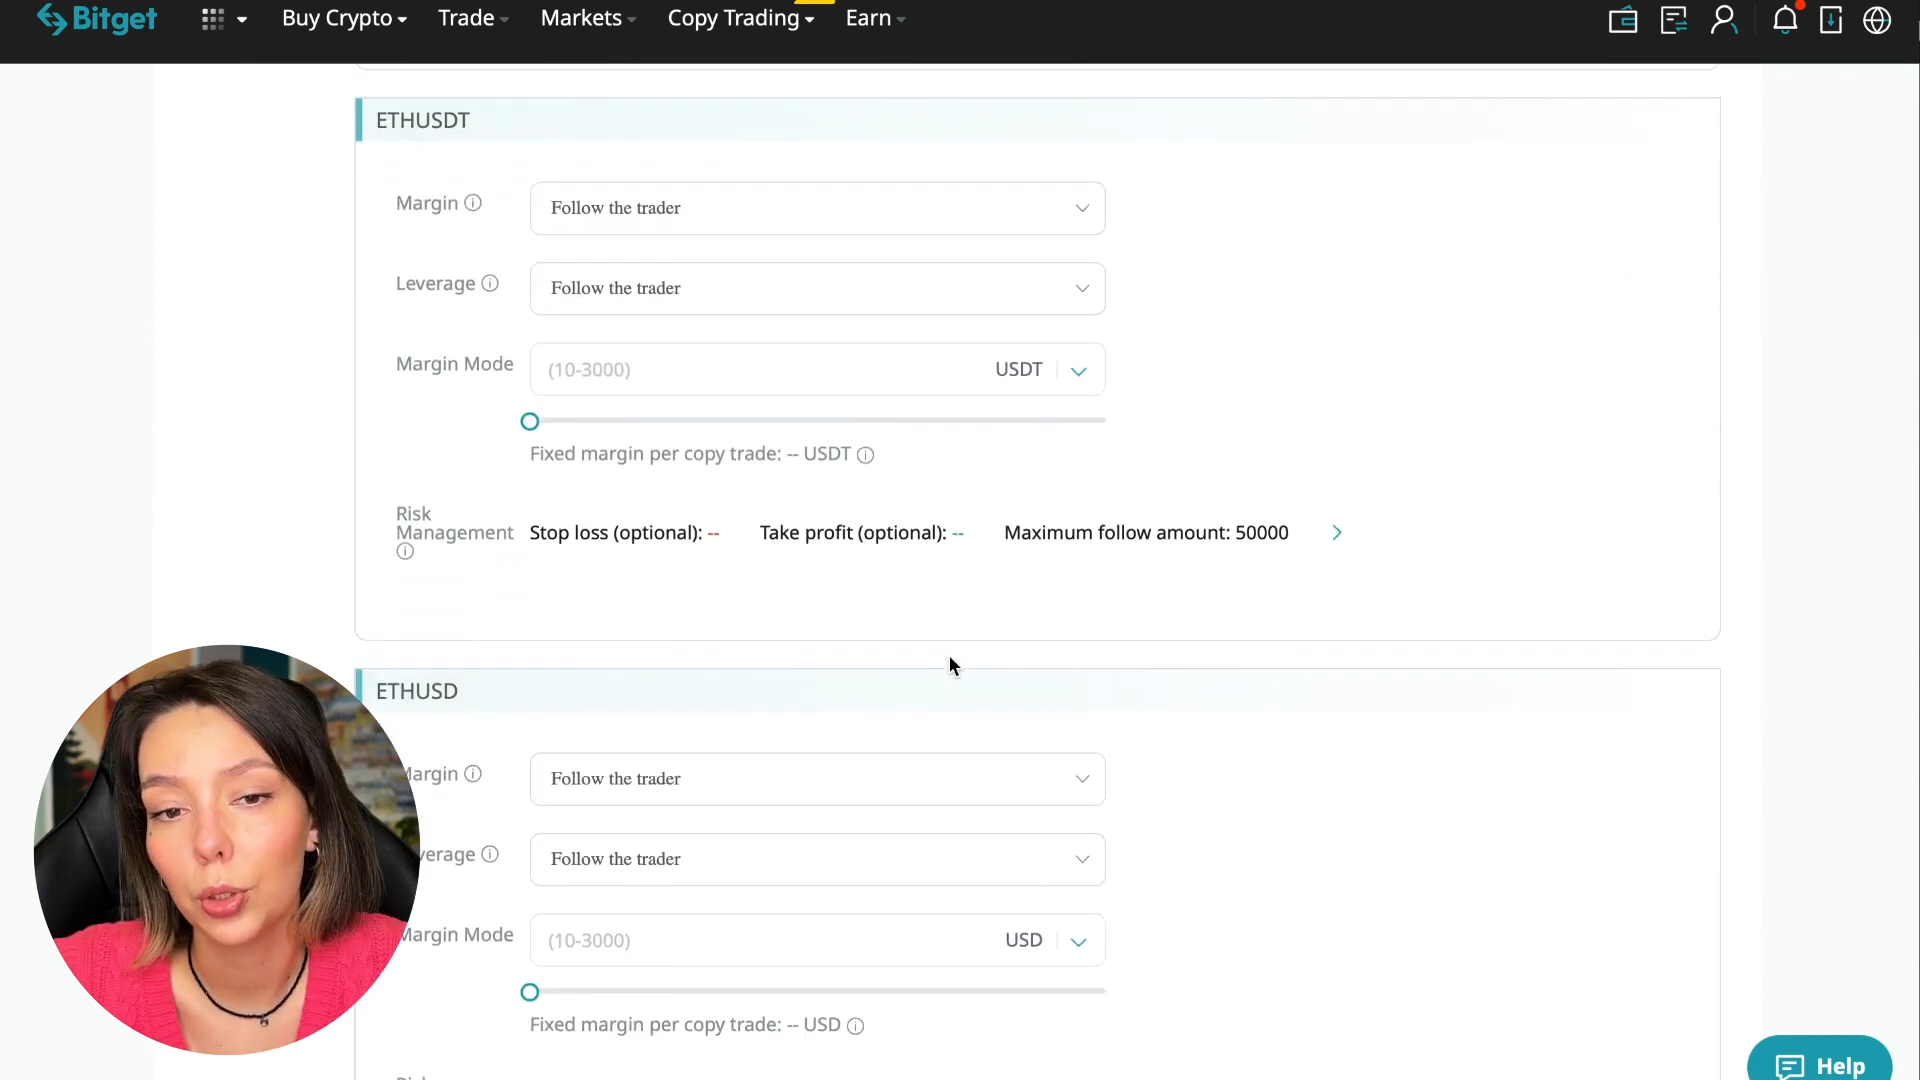 Bitget
Buy Crypto
Trade
Markets
Copy Trading
Earn
ETHUSDT
Margin
Follow the trader
Leverage
Follow the trader
Margin Mode
(10-3000)
USDT
Fixed margin per copy trade: -- USDT
Risk
Management
Stop loss (optional): --
Take profit (optional): --
Maximum follow amount: 50000
ETHUSD
Margin
Follow the trader
verage
Follow the trader
Margin Mode
(10-3000)
USD
Fixed margin per copy trade: -- USD
Help